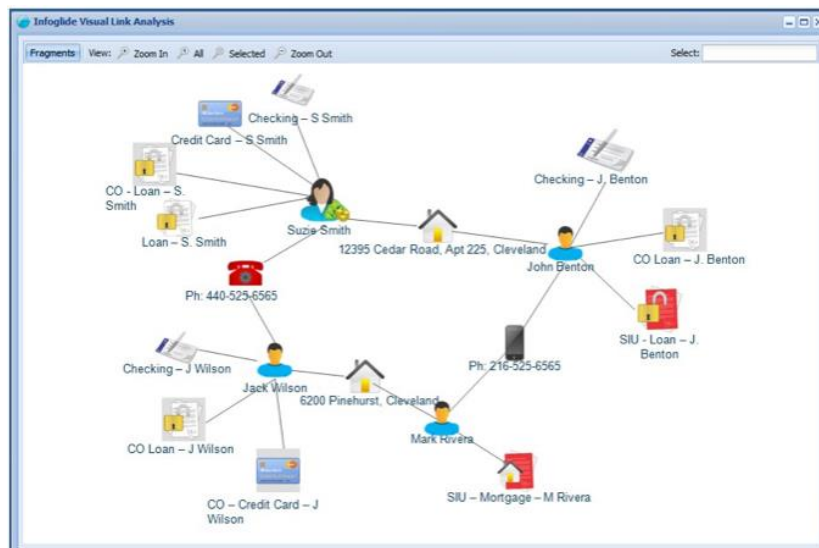 Infoglide Visual Link Analysis
Fragments View: Zoom In All Selected Zoom Out Select:
Checking – S Smith
Credit Card – S Smith
CO - Loan – S.
Smith
Loan – S. Smith
Suzie Smith
12395 Cedar Road, Apt 225, Cleveland
Checking – J. Benton
John Benton
CO Loan – J. Benton
SIU - Loan – J.
Benton
Ph: 440-525-6565
Ph: 216-525-6565
Checking – J Wilson
Jack Wilson
6200 Pinehurst, Cleveland
Mark Rivera
CO Loan – J Wilson
CO – Credit Card – J
Wilson
SIU – Mortgage – M Rivera